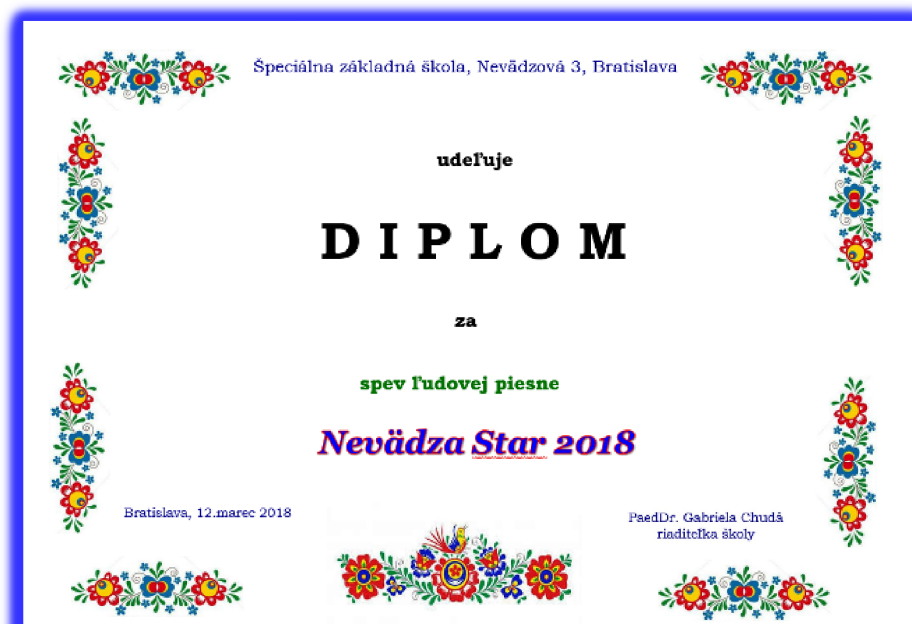 Špeciálna základná škola, Nevädzová 3, Bratislava
udeľuje
D I P L O M
za
spev ľudovej piesne
Nevädza Star 2018
Bratislava, 12.marec 2018
PaedDr. Gabriela Chudá
riaditeľka školy